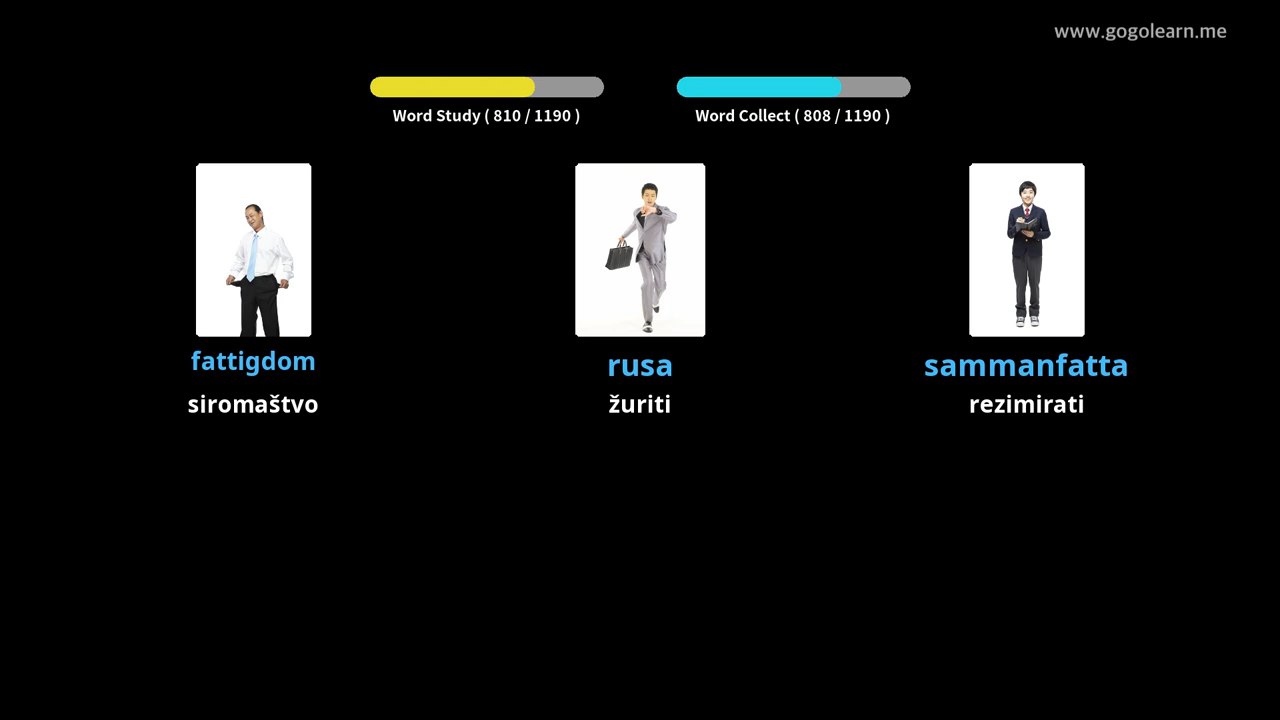 www.gogolearn.me
Word Study ( 810 / 1190 )
Word Collect ( 808 / 1190 )
fattigdom
siromaštvo
rusa
žuriti
sammanfatta
rezimirati